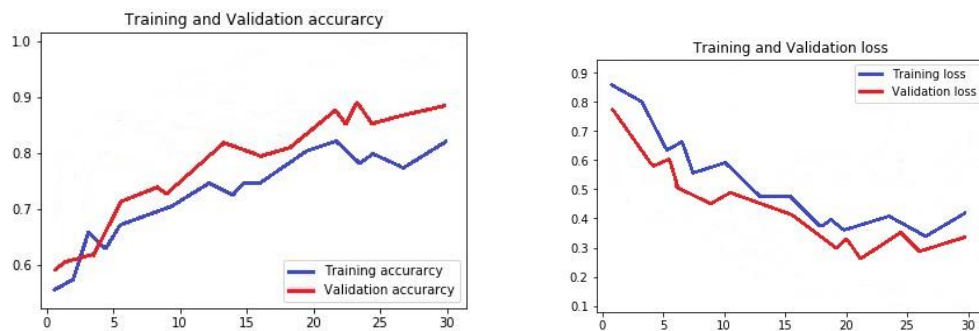 Training and Validation accurarcy
1.0
0.9
0.8
0.7
0.6
0 5 10 15 20 25 30
Training accurarcy
Validation accurarcy
Training and Validation loss
0.9
0.8
0.7
0.6
0.5
0.4
0.3
0.2
0.1
0 5 10 15 20 25 30
Training loss
Validation loss